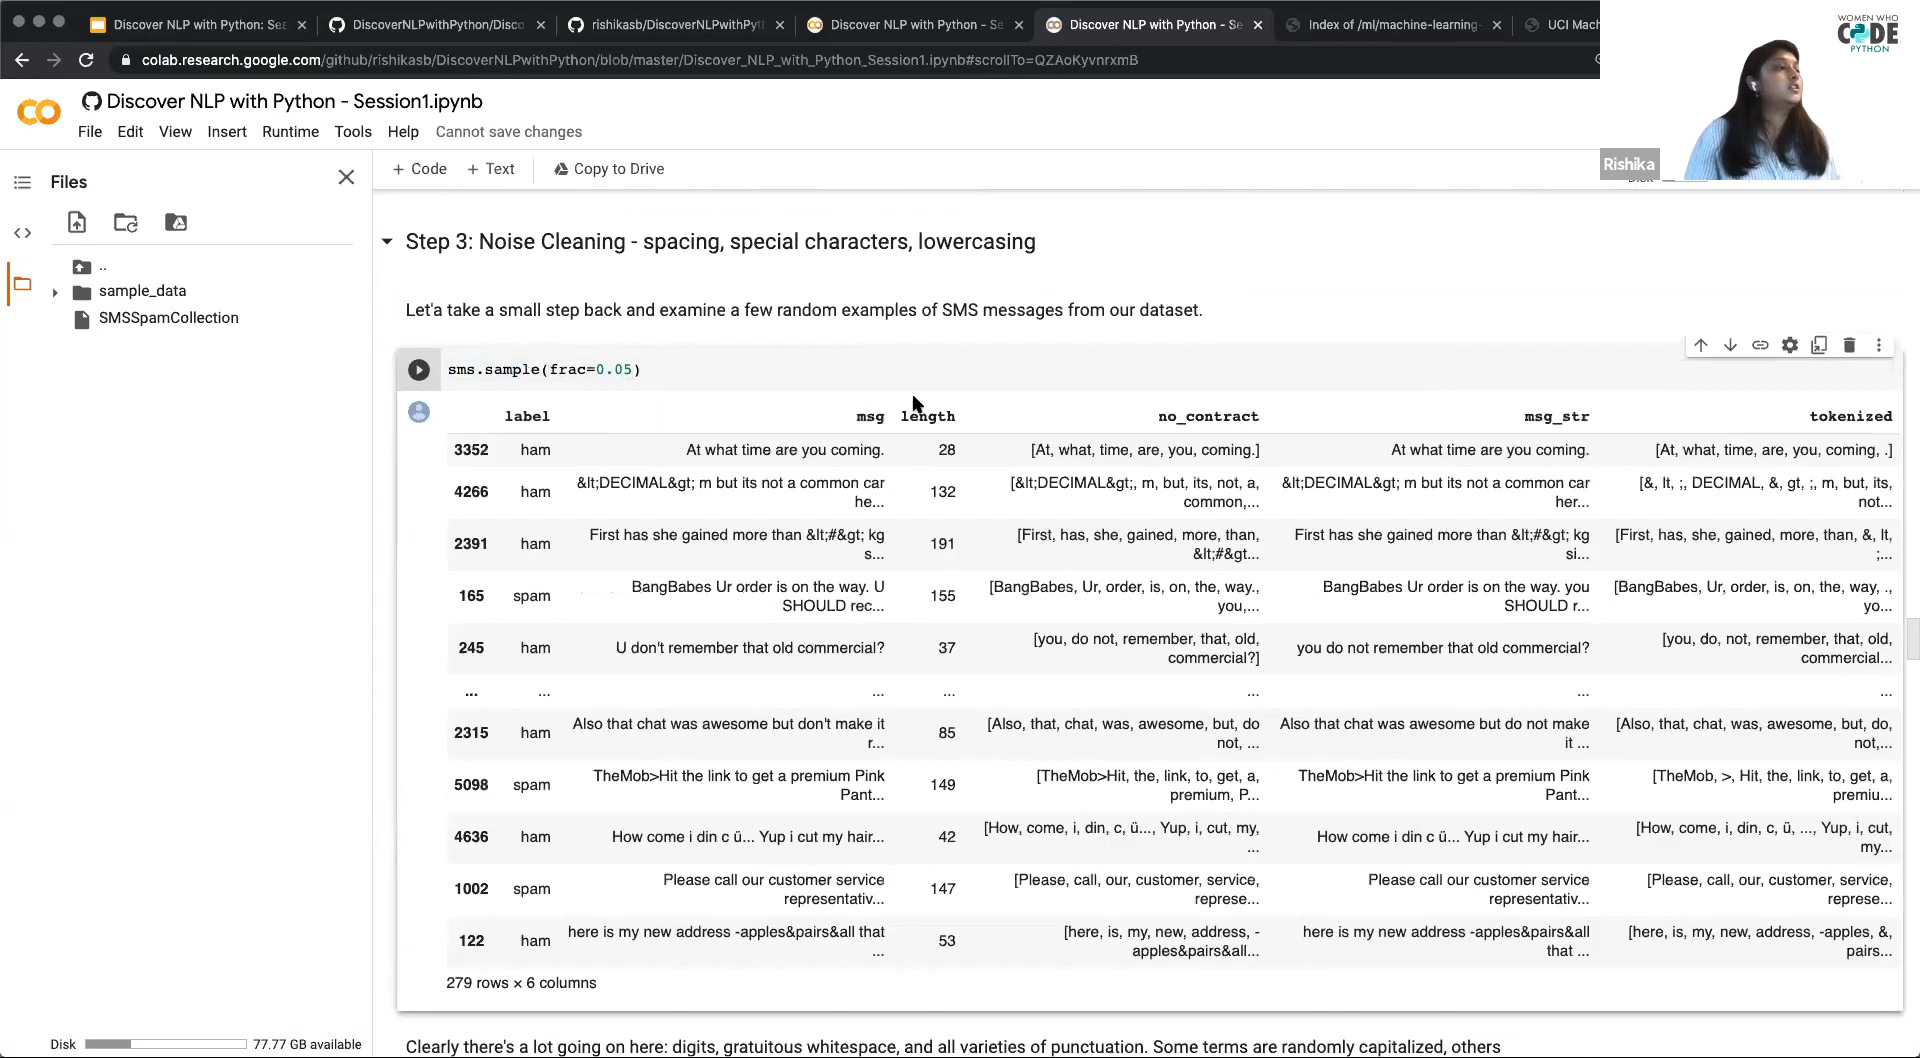 Discover NLP with Python: Ses
DiscoverNLPwithPython/Disco
rishikasb/DiscoverNLPwithPyt
Discover NLP with Python - Se
Discover NLP with Python - Se
Index of /ml/machine-learning-
UCI Mach
WOMEN WHO
CODE
PYTHON
colab.research.google.com/github/rishikasb/DiscoverNLPwithPython/blob/master/Discover_NLP_with_Python_Session1.ipynb#scrollTo=QZAoKyvnrxmB
Discover NLP with Python - Session1.ipynb
File Edit View Insert Runtime Tools Help Cannot save changes
Rishika
Files
+ Code + Text Copy to Drive
Disk
..
sample_data
SMSSpamCollection
Step 3: Noise Cleaning - spacing, special characters, lowercasing
Let'a take a small step back and examine a few random examples of SMS messages from our dataset.
sms.sample(frac=0.05)
label msg length no_contract msg_str tokenized
3352 ham At what time are you coming. 28 [At, what, time, are, you, coming.] At what time are you coming. [At, what, time, are, you, coming, .]
4266 ham &lt;DECIMAL&gt; m but its not a common car 132 [&lt;DECIMAL&gt;, m, but, its, not, a, &lt;DECIMAL&gt; m but its not a common car [&, lt, ;, DECIMAL, &, gt, ;, m, but, its,
he... common,... her... not...
2391 ham First has she gained more than &lt;#&gt; kg 191 [First, has, she, gained, more, than, First has she gained more than &lt;#&gt; kg [First, has, she, gained, more, than, &, lt,
s... &lt;#&gt... si... ;...
165 spam BangBabes Ur order is on the way. U 155 [BangBabes, Ur, order, is, on, the, way., BangBabes Ur order is on the way. you [BangBabes, Ur, order, is, on, the, way, .,
SHOULD rec... you,... SHOULD r... yo...
245 ham U don't remember that old commercial? 37 [you, do not, remember, that, old, you do not remember that old commercial? [you, do, not, remember, that, old,
commercial?] commercial...
... ... ... ... ... ... ...
2315 ham Also that chat was awesome but don't make it 85 [Also, that, chat, was, awesome, but, do Also that chat was awesome but do not make [Also, that, chat, was, awesome, but, do,
r... not, ... it ... not,...
5098 spam TheMob>Hit the link to get a premium Pink 149 [TheMob>Hit, the, link, to, get, a, TheMob>Hit the link to get a premium Pink [TheMob, >, Hit, the, link, to, get, a,
Pant... premium, P... Pant... premiu...
4636 ham How come i din c ü... Yup i cut my hair... 42 [How, come, i, din, c, ü..., Yup, i, cut, my, How come i din c ü... Yup i cut my hair... [How, come, i, din, c, ü, ..., Yup, i, cut,
... my...
1002 spam Please call our customer service 147 [Please, call, our, customer, service, Please call our customer service [Please, call, our, customer, service,
representativ... represe... representativ... represe...
122 ham here is my new address -apples&pairs&all that 53 [here, is, my, new, address, - here is my new address -apples&pairs&all [here, is, my, new, address, -apples, &,
... apples&pairs&all... that ... pairs...
279 rows × 6 columns
Disk 77.77 GB available
Clearly there's a lot going on here: digits, gratuitous whitespace, and all varieties of punctuation. Some terms are randomly capitalized, others